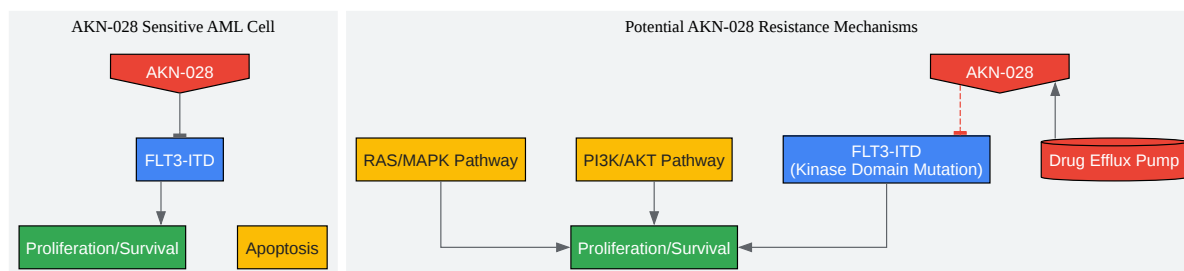 AKN-028 Sensitive AML Cell
AKN-028
FLT3-ITD
Proliferation/Survival
Apoptosis
Potential AKN-028 Resistance Mechanisms
AKN-028
RAS/MAPK Pathway
PI3K/AKT Pathway
FLT3-ITD
(Kinase Domain Mutation)
Drug Efflux Pump
Proliferation/Survival